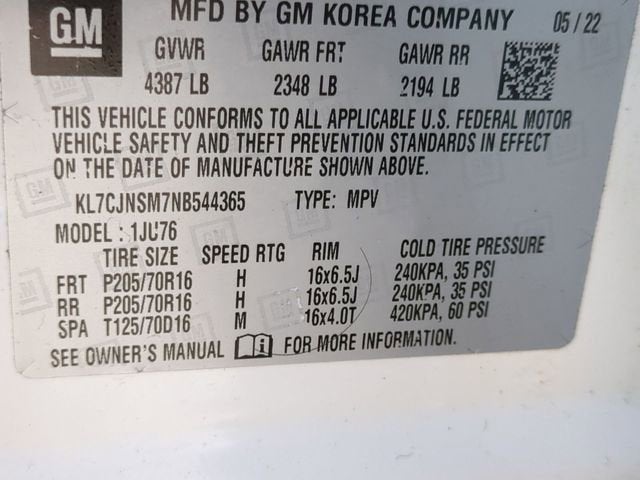 GM MFD BY GM KOREA COMPANY 05/22
GVWR GAWR FRT GAWR RR
4387 LB 2348 LB 2194 LB
THIS VEHICLE CONFORMS TO ALL APPLICABLE U.S. FEDERAL MOTOR
VEHICLE SAFETY AND THEFT PREVENTION STANDARDS IN EFFECT
ON THE DATE OF MANUFACTURE SHOWN ABOVE.
KL7CJNSM7NB544365 TYPE: MPV
MODEL : 1JU76
TIRE SIZE SPEED RTG RIM COLD TIRE PRESSURE
FRT P205/70R16 H 16x6.5J 240KPA, 35 PSI
RR P205/70R16 H 16x6.5J 240KPA, 35 PSI
SPA T125/70D16 M 16x4.0T 420KPA, 60 PSI
SEE OWNER'S MANUAL i FOR MORE INFORMATION.